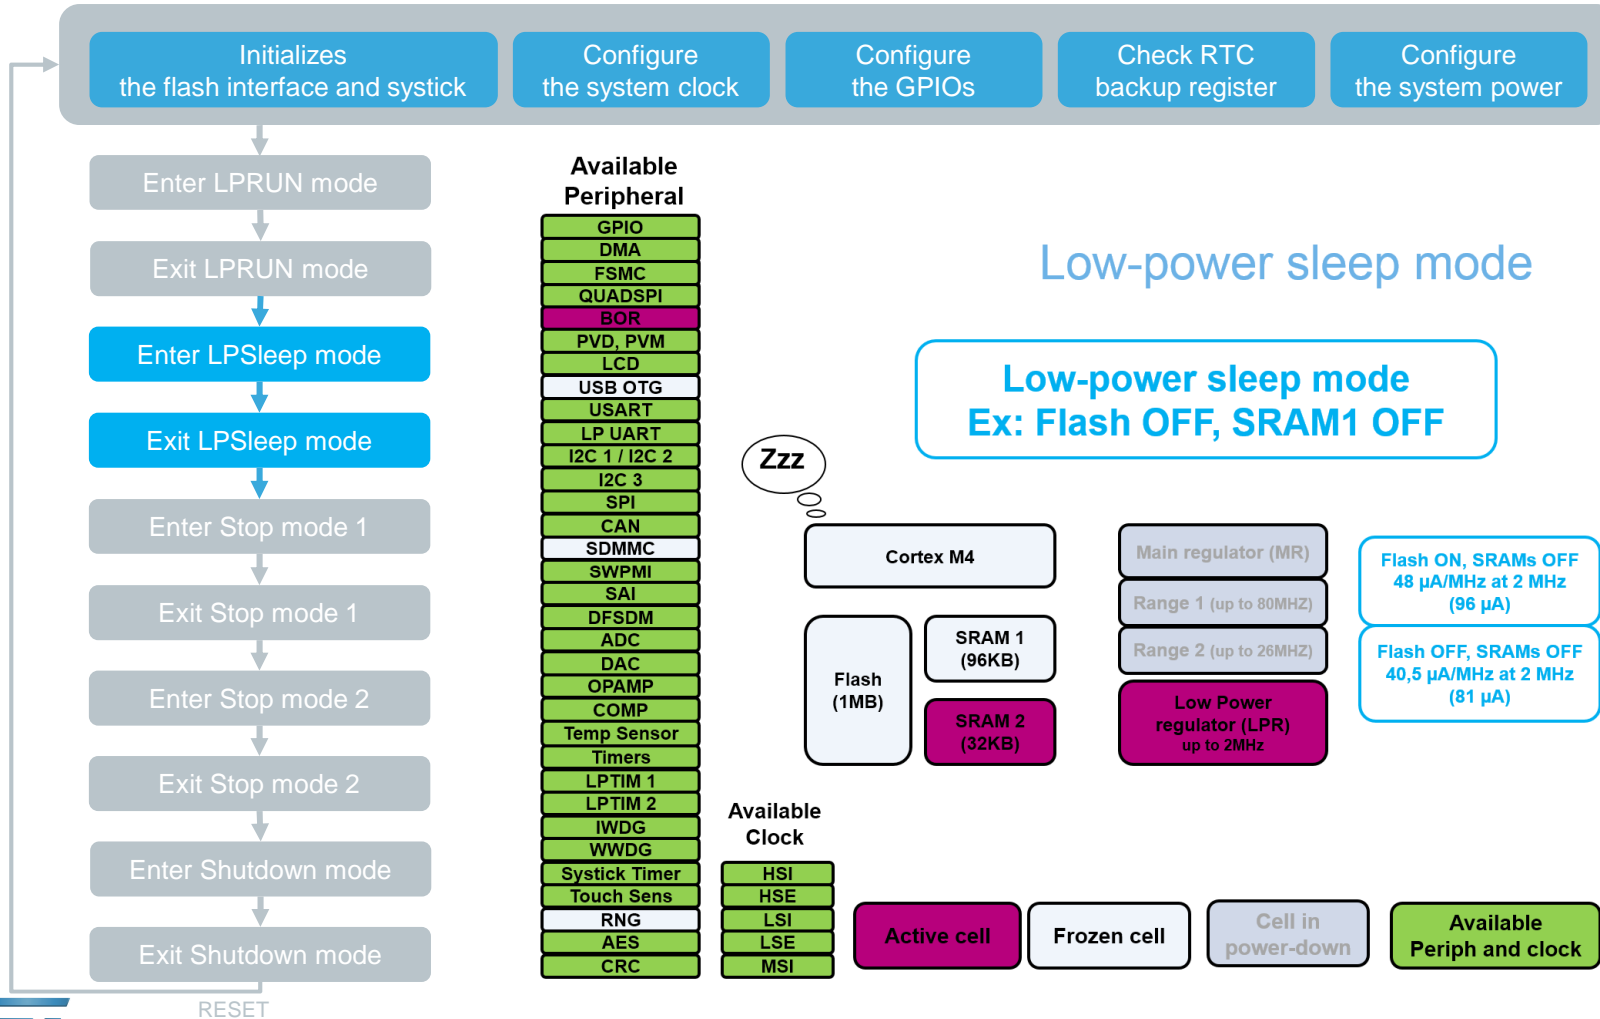 Initializes
the flash interface and systick
Configure
the system clock
Configure
the GPIOs
Check RTC
backup register
Configure
the system power
Enter LPRUN mode
Exit LPRUN mode
Enter LPSleep mode
Exit LPSleep mode
Enter Stop mode 1
Exit Stop mode 1
Enter Stop mode 2
Exit Stop mode 2
Enter Shutdown mode
Exit Shutdown mode
RESET
Available
Peripheral
GPIO
DMA
FSMC
QUADSPI
BOR
PVD, PVM
LCD
USB OTG
USART
LP UART
I2C 1 / I2C 2
I2C 3
SPI
CAN
SDMMC
SWPMI
SAI
DFSDM
ADC
DAC
OPAMP
COMP
Temp Sensor
Timers
LPTIM 1
LPTIM 2
IWDG
WWDG
Systick Timer
Touch Sens
RNG
AES
CRC
Available
Clock
HSI
HSE
LSI
LSE
MSI
Low-power sleep mode
Low-power sleep mode
Ex: Flash OFF, SRAM1 OFF
Zzz
Cortex M4
Flash
(1MB)
SRAM 1
(96KB)
SRAM 2
(32KB)
Main regulator (MR)
Range 1 (up to 80MHZ)
Range 2 (up to 26MHZ)
Low Power
regulator (LPR)
up to 2MHz
Flash ON, SRAMs OFF
48 µA/MHz at 2 MHz
(96 µA)
Flash OFF, SRAMs OFF
40,5 µA/MHz at 2 MHz
(81 µA)
Active cell
Frozen cell
Cell in
power-down
Available
Periph and clock